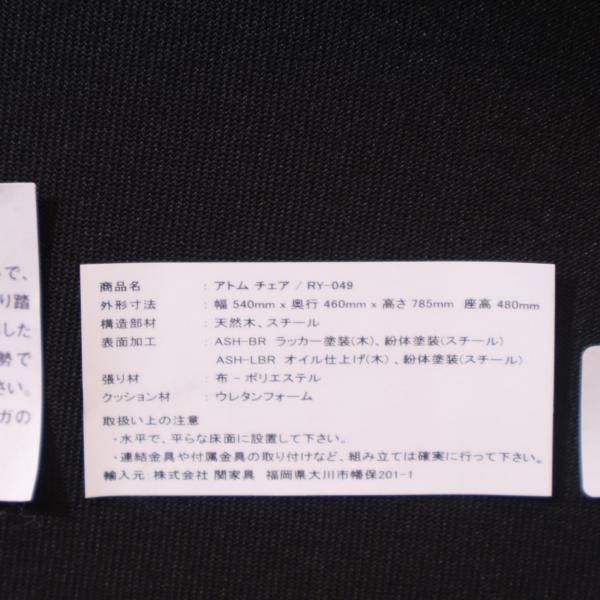 で、
り踏
した
勢で
さい。
ガの
商品名 : アトム チェア / RY-049
外形寸法 : 幅 540mm x 奥行 460mm x 高さ 785mm 座高 480mm
構造部材 : 天然木、スチール
表面加工 : ASH-BR ラッカー塗装(木)、紛体塗装(スチール)
ASH-LBR オイル仕上げ(木)、紛体塗装(スチール)
張り材 : 布 - ポリエステル
クッション材 : ウレタンフォーム
取扱い上の注意
・水平で、平らな床面に設置して下さい。
・連結金具や付属金具の取り付けなど、組み立ては確実に行って下さい。
輸入元: 株式会社 関家具 福岡県大川市幡保201-1